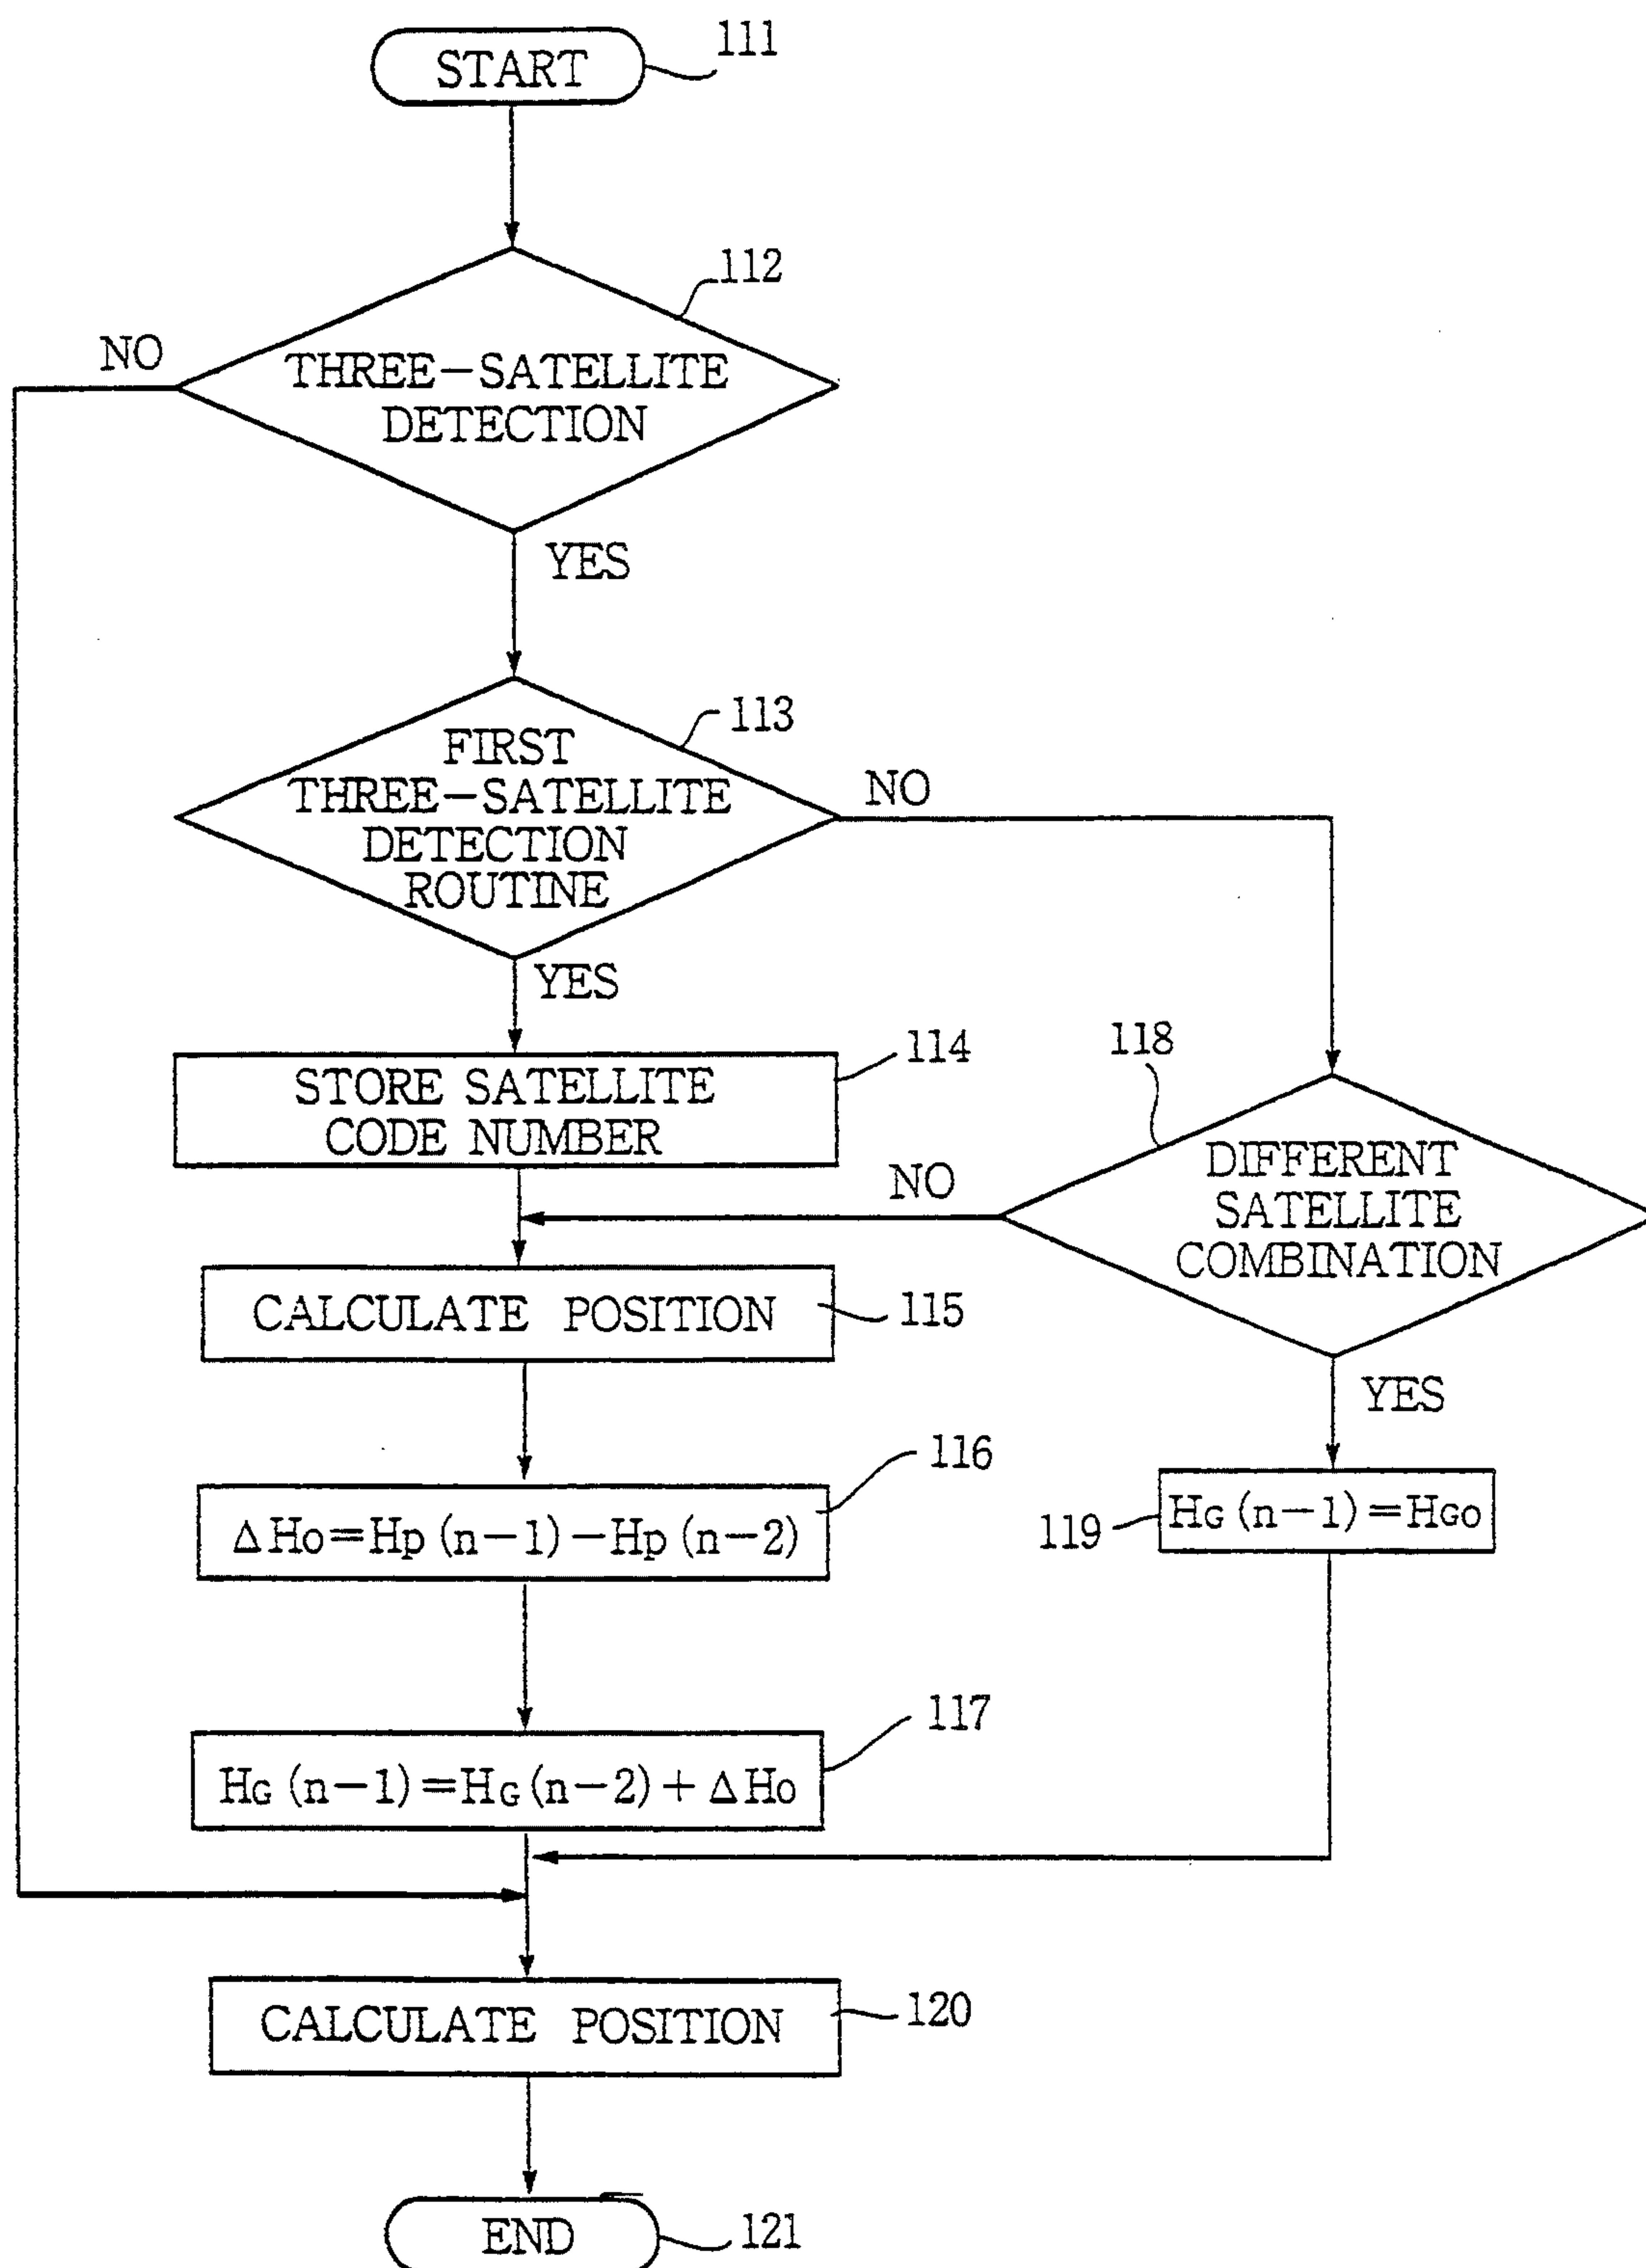 START
111
112
NO
THREE-SATELLITE
DETECTION
YES
113
FIRST
THREE-SATELLITE
DETECTION
ROUTINE
NO
YES
STORE SATELLITE
CODE NUMBER
114
118
DIFFERENT
SATELLITE
COMBINATION
NO
CALCULATE POSITION
115
YES
116
ΔHo=Hp(n-1)-Hp(n-2)
119
HG(n-1)=HGo
117
HG(n-1)=HG(n-2)+ΔHo
CALCULATE POSITION
120
END
121